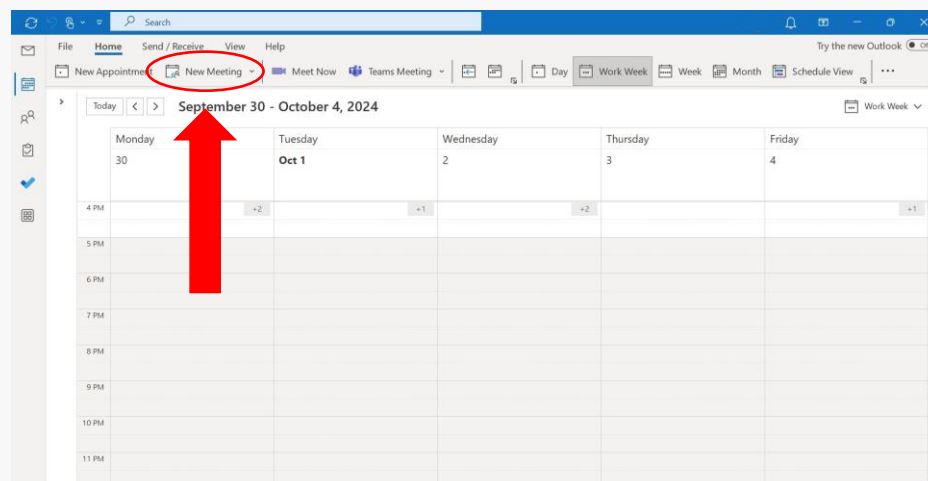 Search
File Home Send / Receive View Help Try the new Outlook
New Appointment New Meeting Meet Now Teams Meeting Day Work Week Week Month Schedule View ...
Today < > September 30 - October 4, 2024 Work Week
Monday Tuesday Wednesday Thursday Friday
30 Oct 1 2 3 4
4 PM +2 +1 +2 +1
5 PM
6 PM
7 PM
8 PM
9 PM
10 PM
11 PM